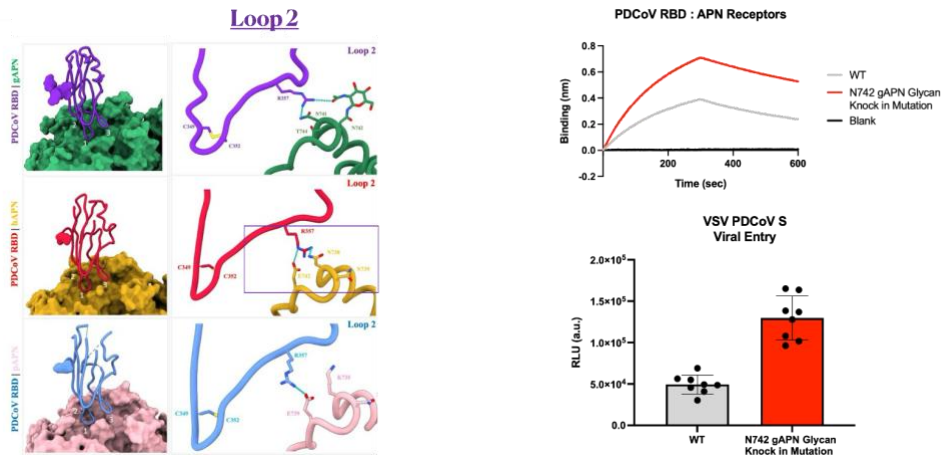 Loop 2
PDCoV RBD | gAPN
Loop 2
R357
N741
C349
C352
T744
N742
PDCoV RBD | hAPN
Loop 2
R357
C349
C352
PDCoV RBD | pAPN
Loop 2
R357
C349
C352
PDCoV RBD : APN Receptors
Binding (nm)
1.0
0.8
0.6
0.4
0.2
0.0
-0.2
200
400
600
Time (sec)
WT
N742 gAPN Glycan
Knock in Mutation
Blank
VSV PDCoV S
Viral Entry
RLU (a.u.)
2.0×10⁵
1.5×10⁵
1.0×10⁵
5.0×10⁴
0.0
WT
N742 gAPN Glycan
Knock in Mutation